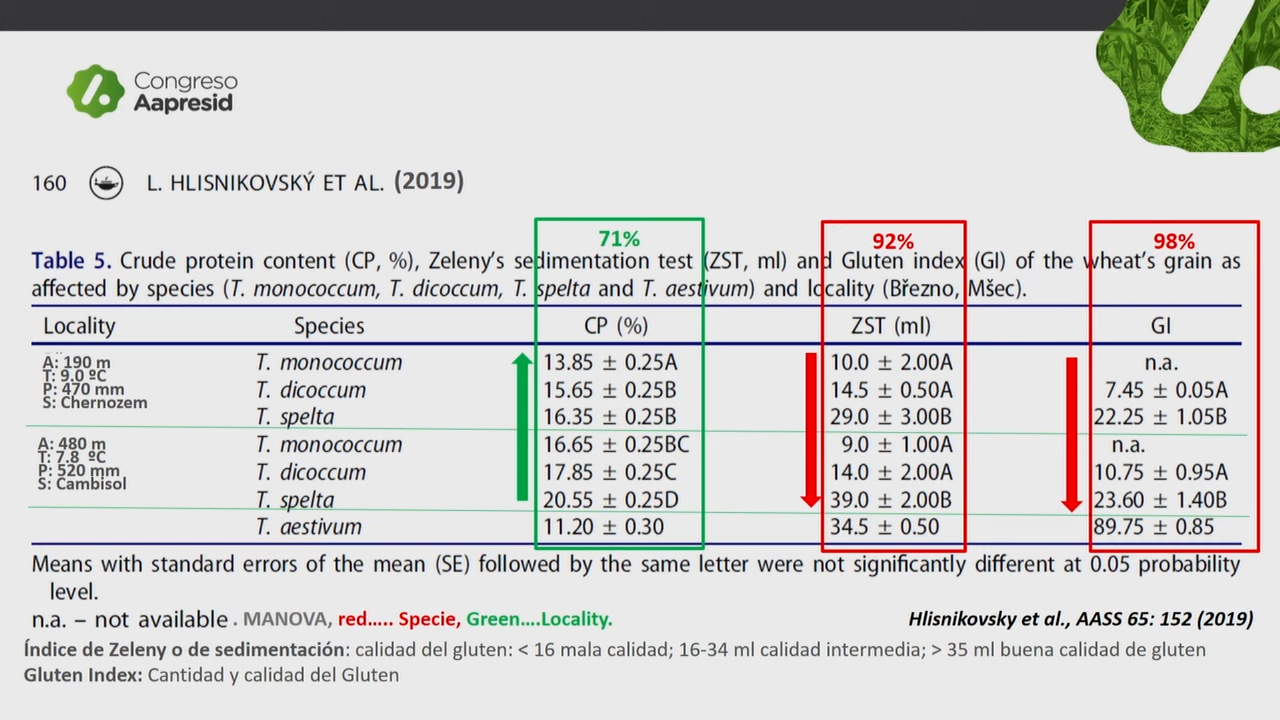 Congreso
Aapresid
160 L. HLISNIKOVSKÝ ET AL. (2019)
71% 92% 98%
Table 5. Crude protein content (CP, %), Zeleny's sedimentation test (ZST, ml) and Gluten index (GI) of the wheat's grain as
affected by species (T. monococcum, T. dicoccum, T. spelta and T. aestivum) and locality (Březno, Mšec).
Locality Species CP (%) ZST (ml) GI
A: 190 m
T: 9.0 ºC
P: 470 mm
S: Chernozem
T. monococcum 13.85 ± 0.25A 10.0 ± 2.00A n.a.
T. dicoccum 15.65 ± 0.25B 14.5 ± 0.50A 7.45 ± 0.05A
T. spelta 16.35 ± 0.25B 29.0 ± 3.00B 22.25 ± 1.05B
A: 480 m
T: 7.8 ºC
P: 520 mm
S: Cambisol
T. monococcum 16.65 ± 0.25BC 9.0 ± 1.00A n.a.
T. dicoccum 17.85 ± 0.25C 14.0 ± 2.00A 10.75 ± 0.95A
T. spelta 20.55 ± 0.25D 39.0 ± 2.00B 23.60 ± 1.40B
T. aestivum 11.20 ± 0.30 34.5 ± 0.50 89.75 ± 0.85
Means with standard errors of the mean (SE) followed by the same letter were not significantly different at 0.05 probability
level.
n.a. – not available . MANOVA, red..... Specie, Green....Locality. Hlisnikovsky et al., AASS 65: 152 (2019)
Índice de Zeleny o de sedimentación: calidad del gluten: < 16 mala calidad; 16-34 ml calidad intermedia; > 35 ml buena calidad de gluten
Gluten Index: Cantidad y calidad del Gluten